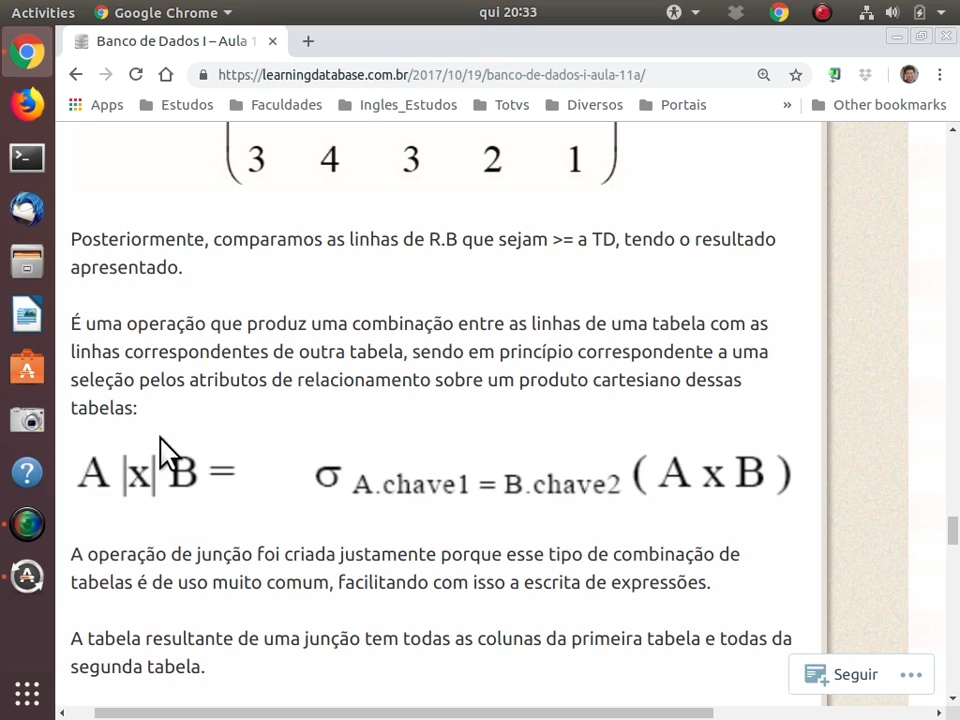 Activities Google Chrome qui 20:33
Banco de Dados I – Aula 1
https://learningdatabase.com.br/2017/10/19/banco-de-dados-i-aula-11a/
Apps Estudos Faculdades Ingles_Estudos Totvs Diversos Portais » Other bookmarks
3 4 3 2 1
Posteriormente, comparamos as linhas de R.B que sejam >= a TD, tendo o resultado
apresentado.
É uma operação que produz uma combinação entre as linhas de uma tabela com as
linhas correspondentes de outra tabela, sendo em princípio correspondente a uma
seleção pelos atributos de relacionamento sobre um produto cartesiano dessas
tabelas:
A |x| B = σ A.chave1 = B.chave2 ( A x B )
A operação de junção foi criada justamente porque esse tipo de combinação de
tabelas é de uso muito comum, facilitando com isso a escrita de expressões.
A tabela resultante de uma junção tem todas as colunas da primeira tabela e todas da
segunda tabela.
Seguir